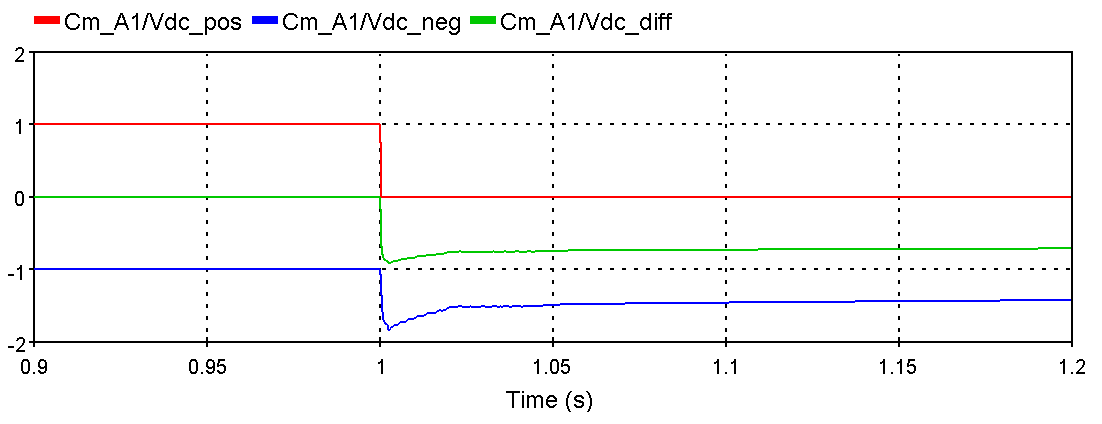 Cm_A1/Vdc_pos Cm_A1/Vdc_neg Cm_A1/Vdc_diff
2
1
0
-1
-2
0.9 0.95 1 1.05 1.1 1.15 1.2
Time (s)